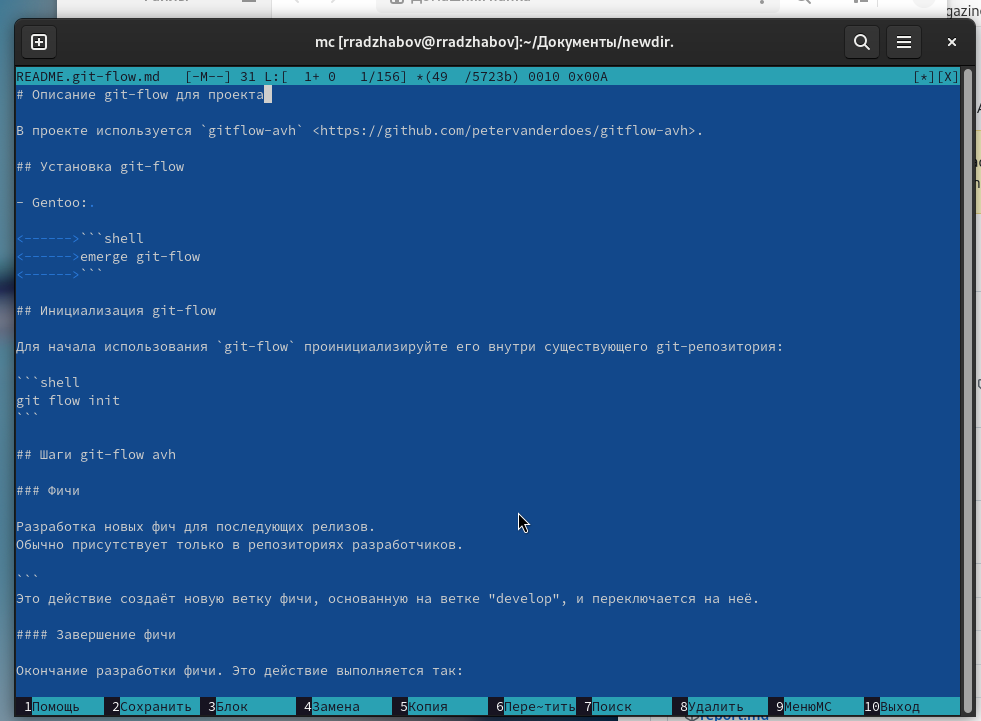 mc [rradzhabov@rradzhabov]:~/Документы/newdir.
README.git-flow.md   [-M--] 31 L:[  1+ 0   1/156] *(49  /5723b) 0010 0x00A   [*][X]
# Описание git-flow для проекта
В проекте используется `gitflow-avh` <https://github.com/petervanderdoes/gitflow-avh>.
## Установка git-flow
- Gentoo:.
<------>```shell
<------>emerge git-flow
<------>```
## Инициализация git-flow
Для начала использования `git-flow` проинициализируйте его внутри существующего git-репозитория:
```shell
git flow init
```
## Шаги git-flow avh
### Фичи
Разработка новых фич для последующих релизов.
Обычно присутствует только в репозиториях разработчиков.
```
Это действие создаёт новую ветку фичи, основанную на ветке "develop", и переключается на неё.
#### Завершение фичи
Окончание разработки фичи. Это действие выполняется так:
1Помощь 2Сохранить 3Блок 4Замена 5Копия 6Пере~тить 7Поиск 8Удалить 9МенюMC 10Выход